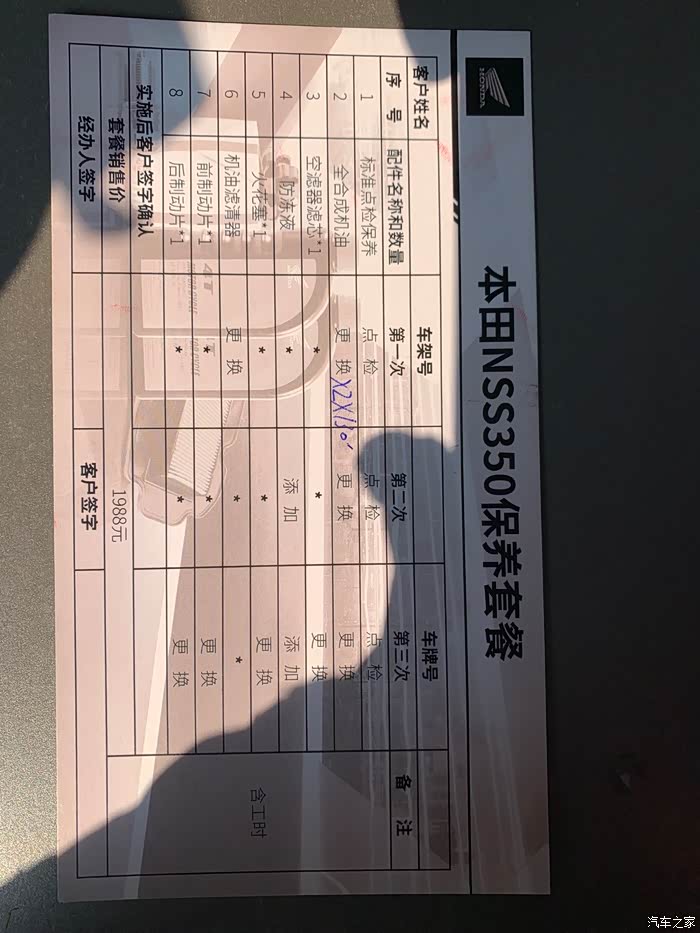 HONDA
本田NSS350保养套餐
客户姓名 车架号 车牌号
序号 配件名称和数量 第一次 第二次 第三次 备注
1 标准点检保养 点检 点检 点检
2 全合成机油 更换 X2X130' 更换 更换
3 空滤器滤芯*1 * * 更换
4 防冻液 * 添加 添加
5 火花塞*1 * * 更换 含工时
6 机油滤清器 更换 * *
7 前制动片*1 * * 更换
8 后制动片*1 * * 更换
实施后客户签字确认
套餐销售价 1988元
经办人签字 客户签字
4T
汽车之家